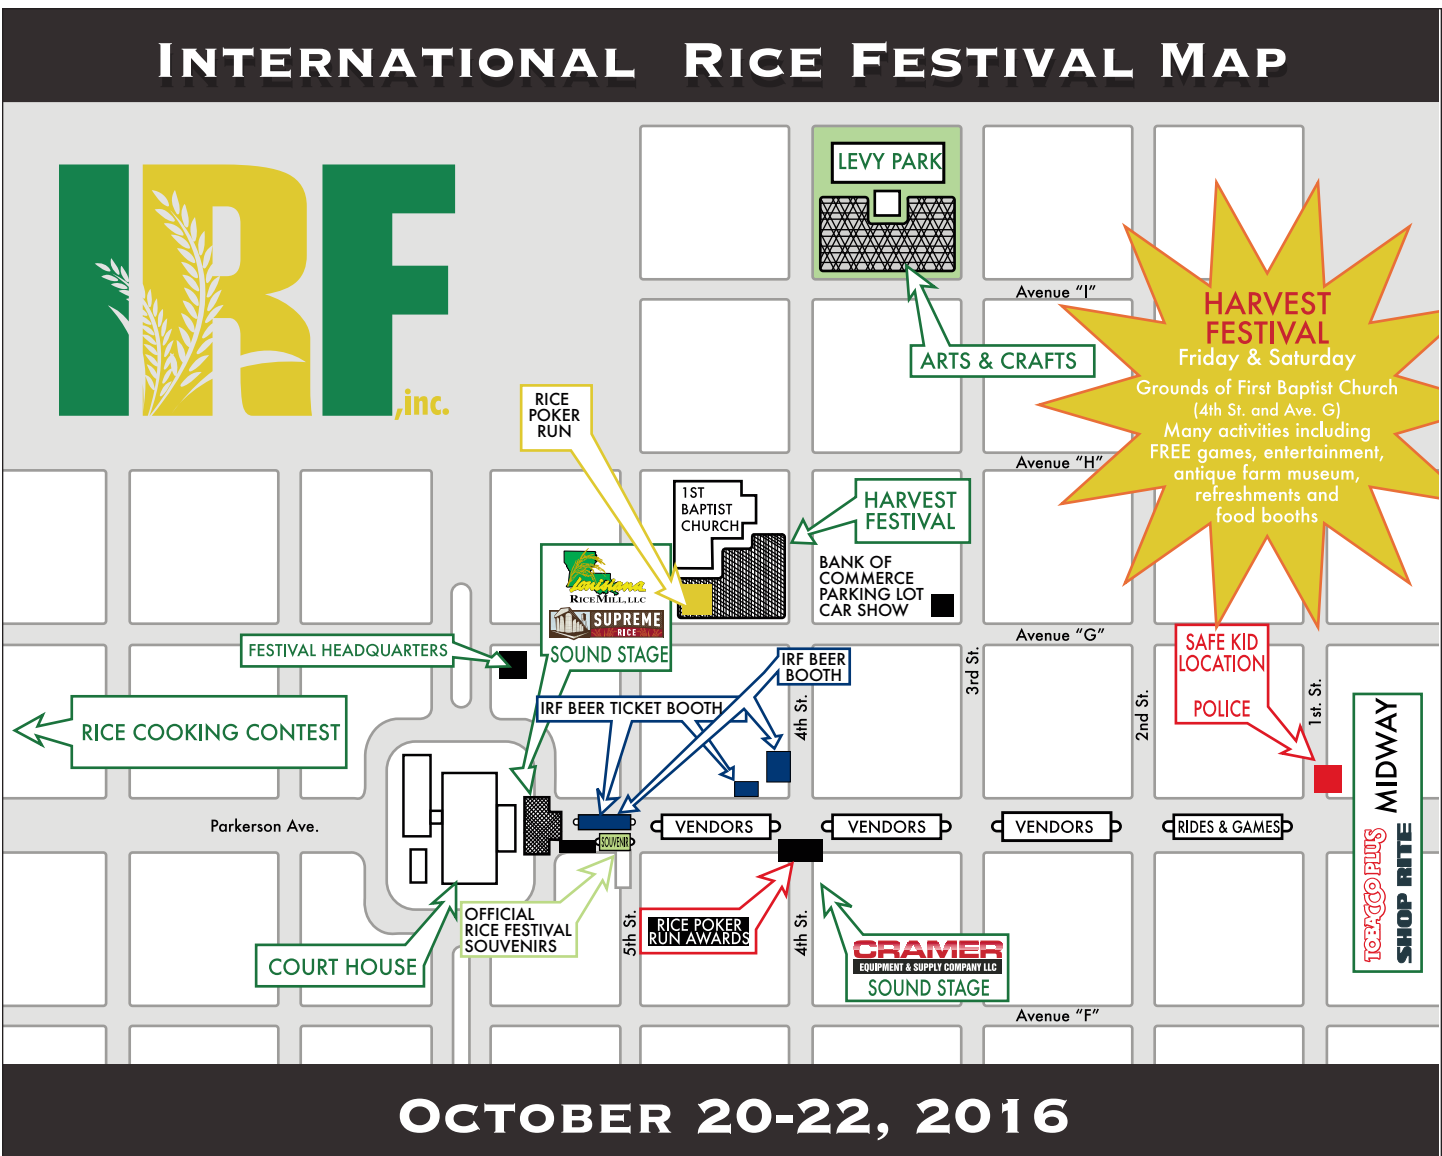 INTERNATIONAL RICE FESTIVAL MAP
IRF
,inc.
LEVY PARK
Avenue "I"
ARTS & CRAFTS
HARVEST
FESTIVAL
Friday & Saturday
Grounds of First Baptist Church
(4th St. and Ave. G)
Many activities including
FREE games, entertainment,
antique farm museum,
refreshments and
food booths
RICE
POKER
RUN
Avenue "H"
1ST
BAPTIST
CHURCH
HARVEST
FESTIVAL
BANK OF
COMMERCE
PARKING LOT
CAR SHOW
Louisiana
RICE MILL, LLC
SUPREME
RICE
SOUND STAGE
Avenue "G"
FESTIVAL HEADQUARTERS
IRF BEER
BOOTH
SAFE KID
LOCATION
POLICE
IRF BEER TICKET BOOTH
4th St.
3rd St.
2nd St.
1st. St.
RICE COOKING CONTEST
MIDWAY
TOBACCO PLUS
SHOP RITE
Parkerson Ave.
SOUVENIR
VENDORS
VENDORS
VENDORS
RIDES & GAMES
OFFICIAL
RICE FESTIVAL
SOUVENIRS
5th St.
RICE POKER
RUN AWARDS
4th St.
CRAMER
EQUIPMENT & SUPPLY COMPANY LLC
SOUND STAGE
COURT HOUSE
Avenue "F"
OCTOBER 20-22, 2016